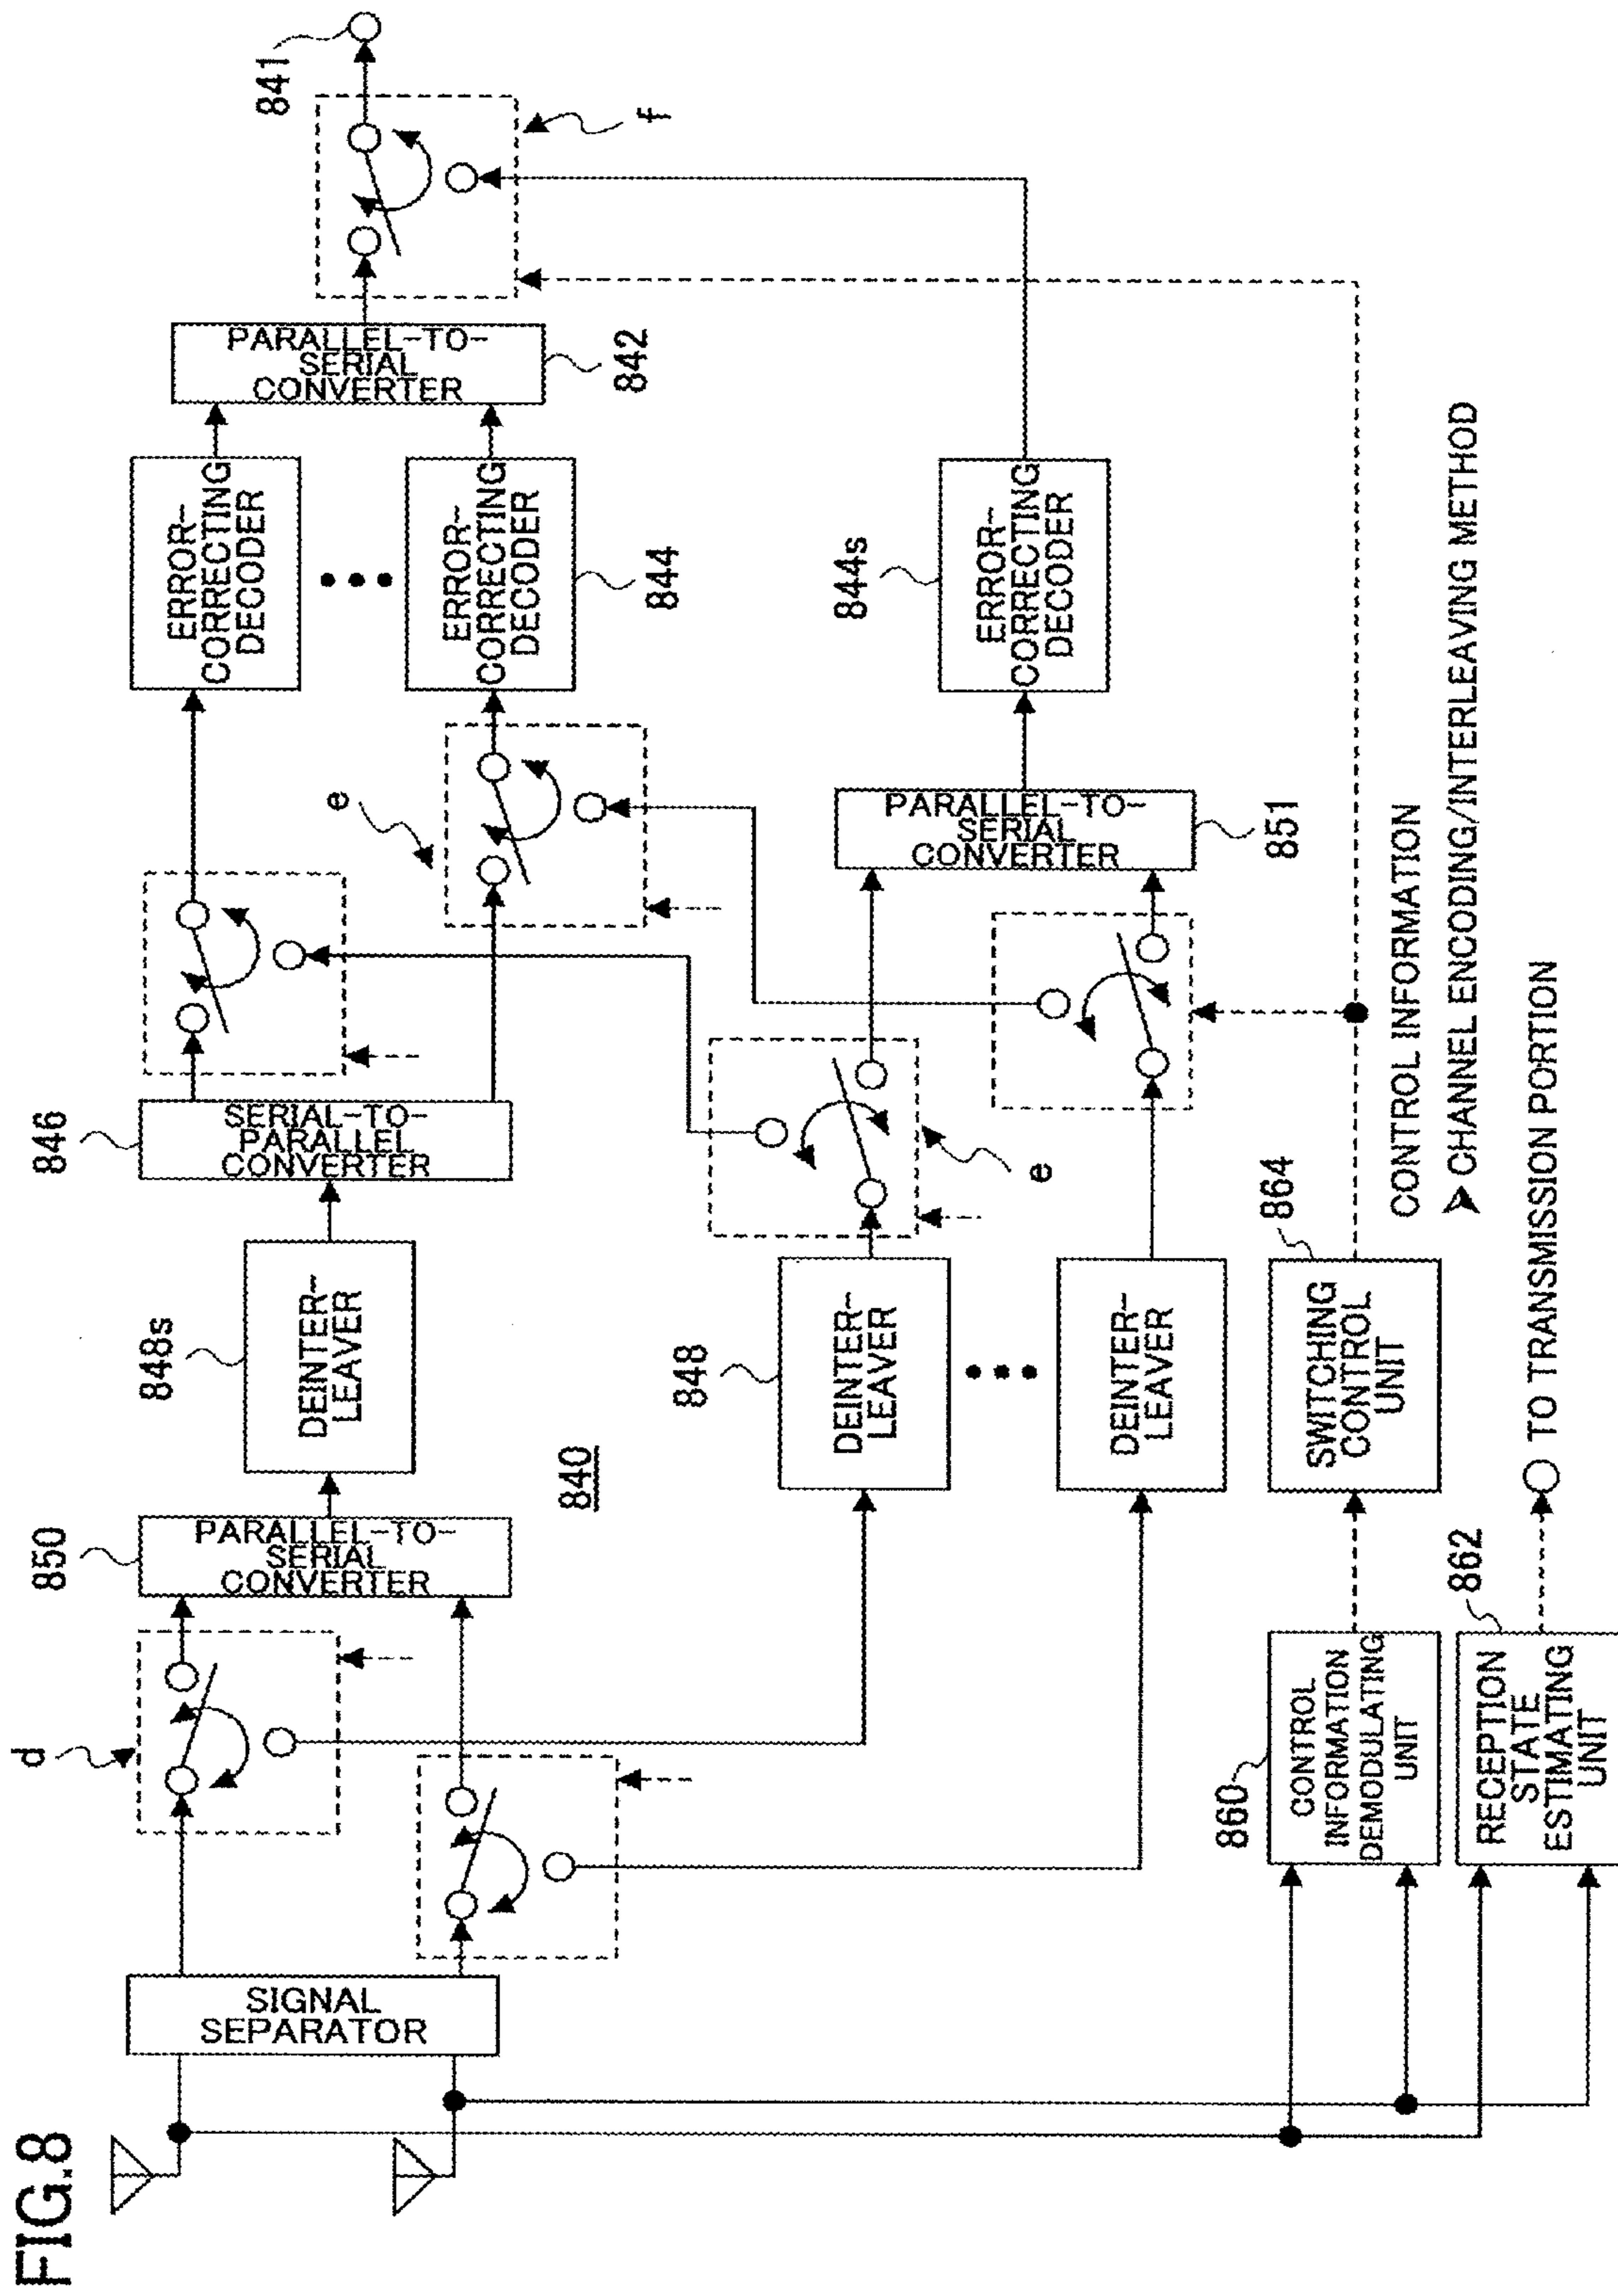 FIG.8
SIGNAL
SEPARATOR
d
850
PARALLEL-TO-
SERIAL
CONVERTER
848s
DEINTER-
LEAVER
846
SERIAL-TO-
PARALLEL
CONVERTER
e
ERROR-
CORRECTING
DECODER
ERROR-
CORRECTING
DECODER
844
PARALLEL-TO-
SERIAL
CONVERTER
842
841
f
840
848
DEINTER-
LEAVER
DEINTER-
LEAVER
e
PARALLEL-TO-
SERIAL
CONVERTER
851
844s
ERROR-
CORRECTING
DECODER
860
CONTROL
INFORMATION
DEMODULATING
UNIT
864
SWITCHING
CONTROL
UNIT
CONTROL INFORMATION
➤ CHANNEL ENCODING/INTERLEAVING METHOD
862
RECEPTION
STATE
ESTIMATING
UNIT
TO TRANSMISSION PORTION